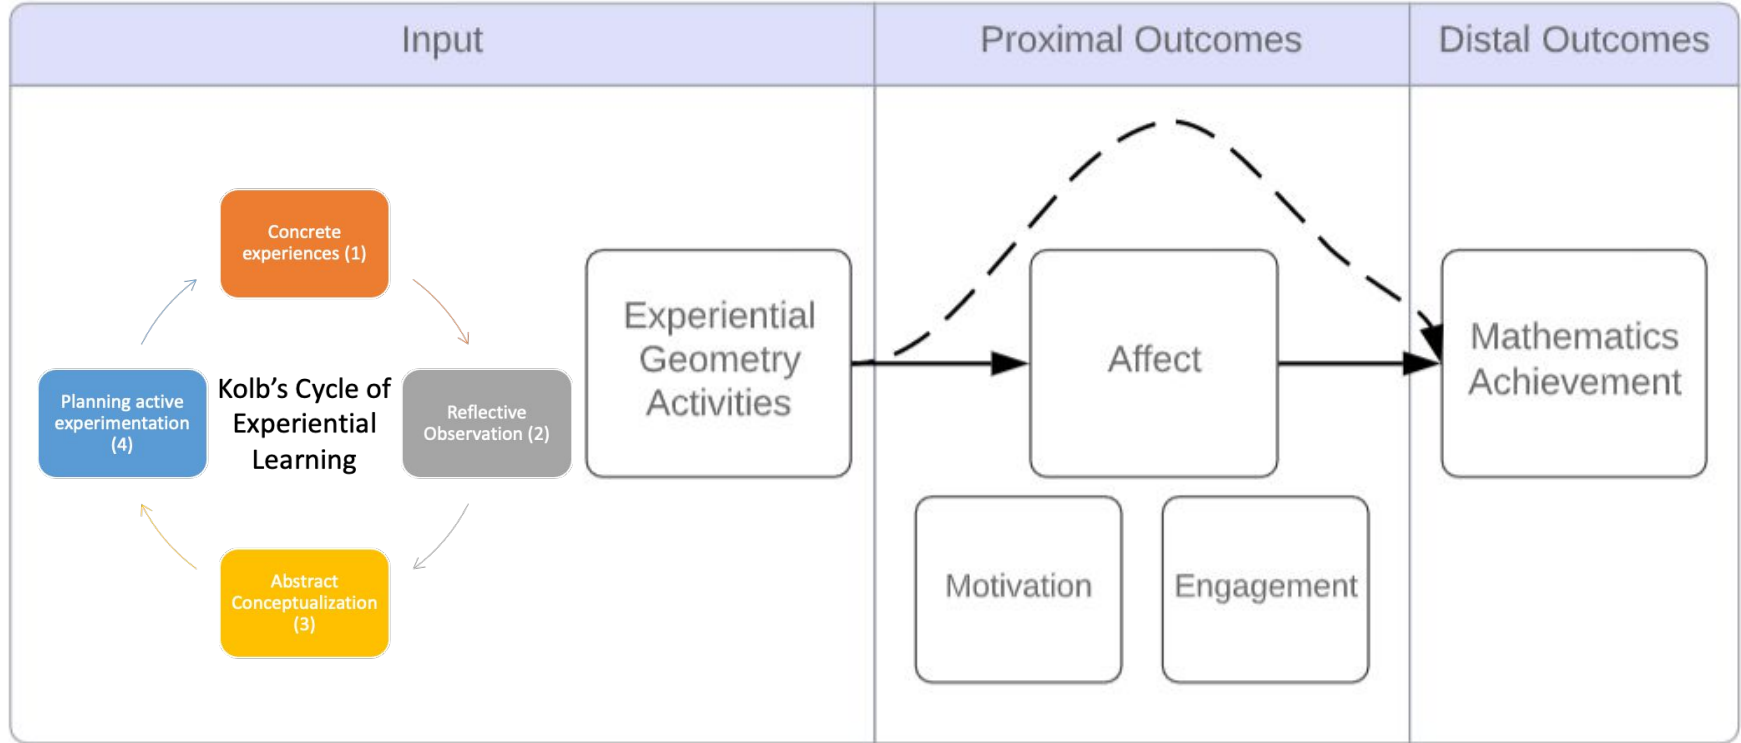 Input
Proximal Outcomes
Distal Outcomes
Concrete
experiences (1)
Planning active
experimentation
(4)
Kolb's Cycle of
Experiential
Learning
Reflective
Observation (2)
Abstract
Conceptualization
(3)
Experiential
Geometry
Activities
Affect
Motivation
Engagement
Mathematics
Achievement